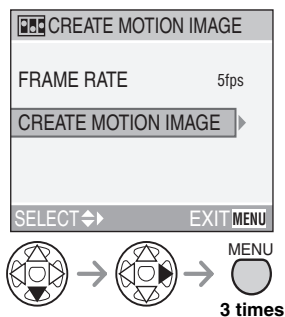 CREATE MOTION IMAGE
FRAME RATE 5fps
CREATE MOTION IMAGE
SELECT EXIT MENU
MENU
3 times